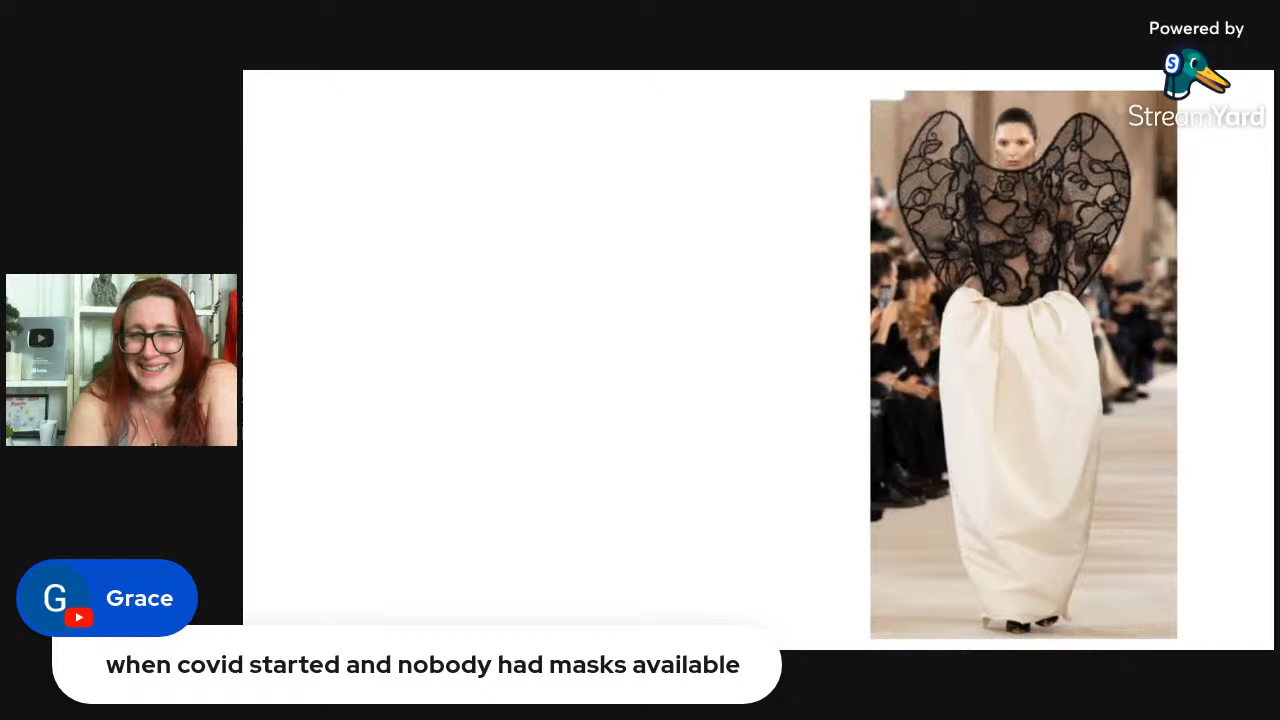 Powered by
StreamYard
G
Grace
when covid started and nobody had masks available